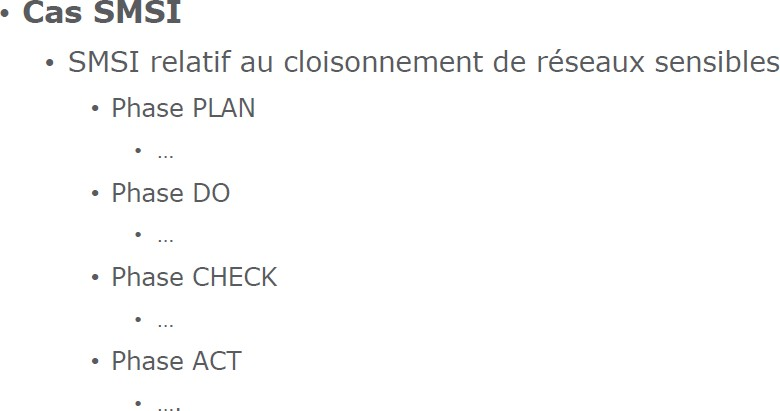 • Cas SMSI
• SMSI relatif au cloisonnement de réseaux sensibles
• Phase PLAN
• ...
• Phase DO
• ...
• Phase CHECK
• ...
• Phase ACT
• ….